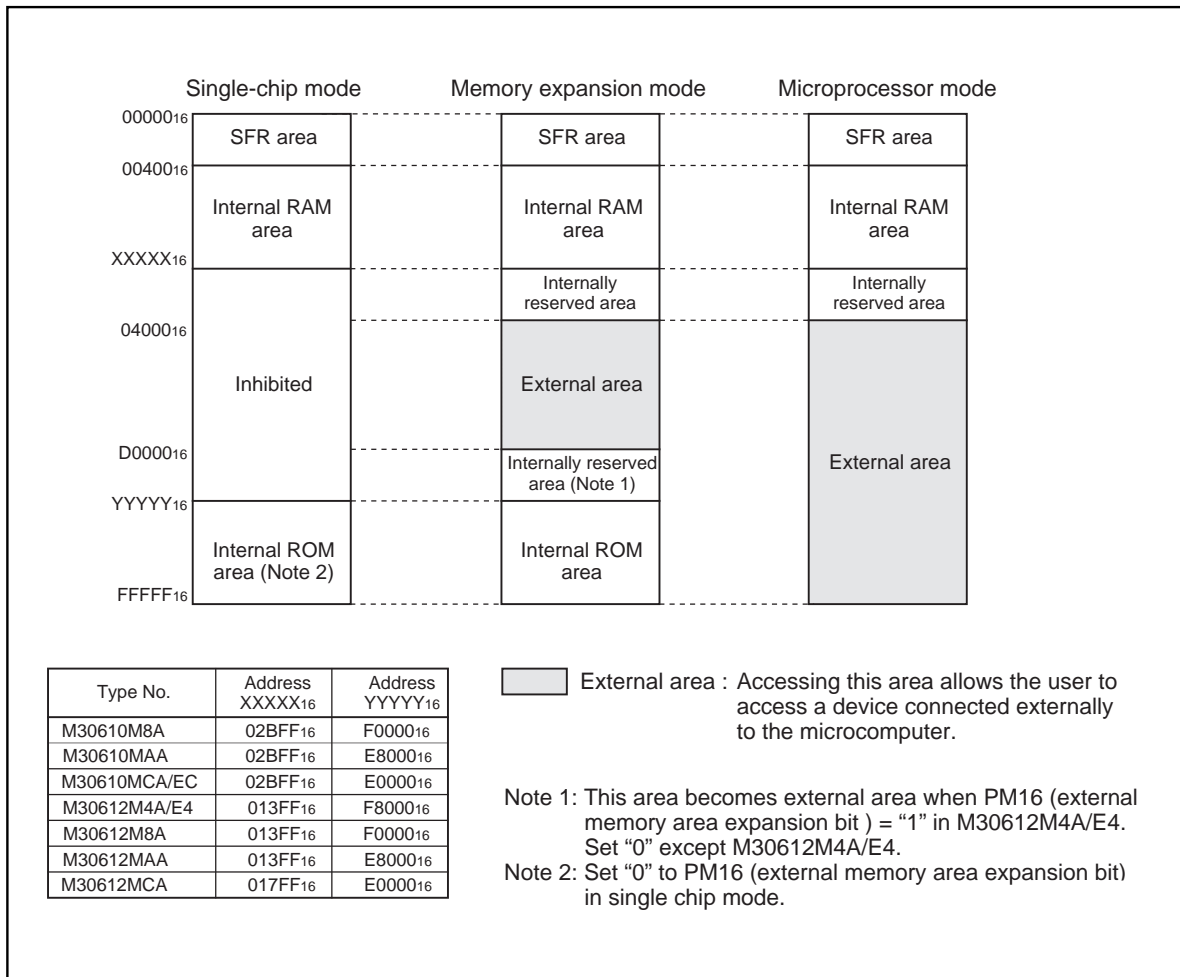 Single-chip mode Memory expansion mode Microprocessor mode
0000016
SFR area SFR area SFR area
0040016
Internal RAM area Internal RAM area Internal RAM area
XXXXX16
Internally reserved area Internally reserved area
0400016
Inhibited External area External area
D000016
Internally reserved area (Note 1)
YYYYY16
Internal ROM area (Note 2) Internal ROM area
FFFFF16
Type No. Address XXXXX16 Address YYYYY16
M30610M8A 02BFF16 F000016
M30610MAA 02BFF16 E800016
M30610MCA/EC 02BFF16 E000016
M30612M4A/E4 013FF16 F800016
M30612M8A 013FF16 F000016
M30612MAA 013FF16 E800016
M30612MCA 017FF16 E000016
External area : Accessing this area allows the user to
access a device connected externally
to the microcomputer.
Note 1: This area becomes external area when PM16 (external
memory area expansion bit ) = “1” in M30612M4A/E4.
Set “0” except M30612M4A/E4.
Note 2: Set “0” to PM16 (external memory area expansion bit)
in single chip mode.